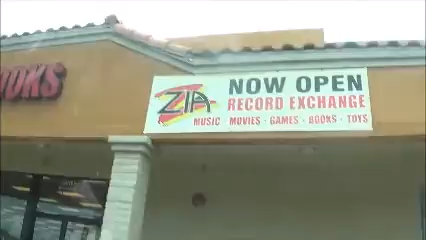 OOKS
ZIA
NOW OPEN
RECORD EXCHANGE
MUSIC - MOVIES - GAMES - BOOKS - TOYS